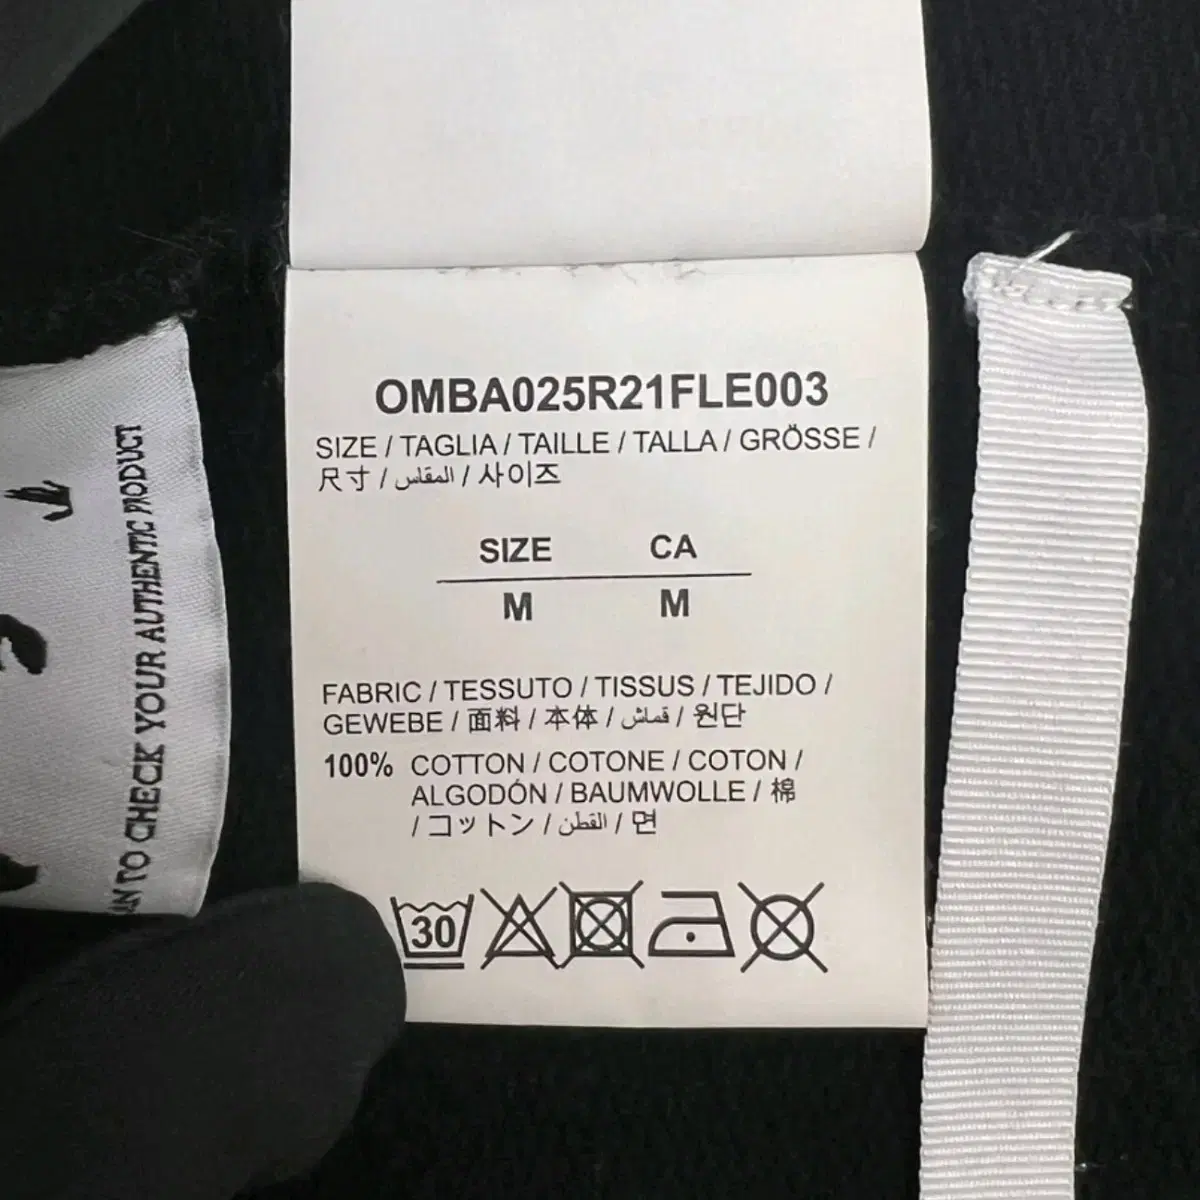 OMBA025R21FLE003
SIZE / TAGLIA / TAILLE / TALLA / GRÖSSE /
尺寸 / المقاس / 사이즈
SIZE CA
M M
FABRIC / TESSUTO / TISSUS / TEJIDO /
GEWEBE / 面料 / 本体 / قماش / 원단
100% COTTON / COTONE / COTON /
ALGODÓN / BAUMWOLLE / 棉
/ コットン / القطن / 면
30
TO CHECK YOUR AUTHENTIC PRODUCT